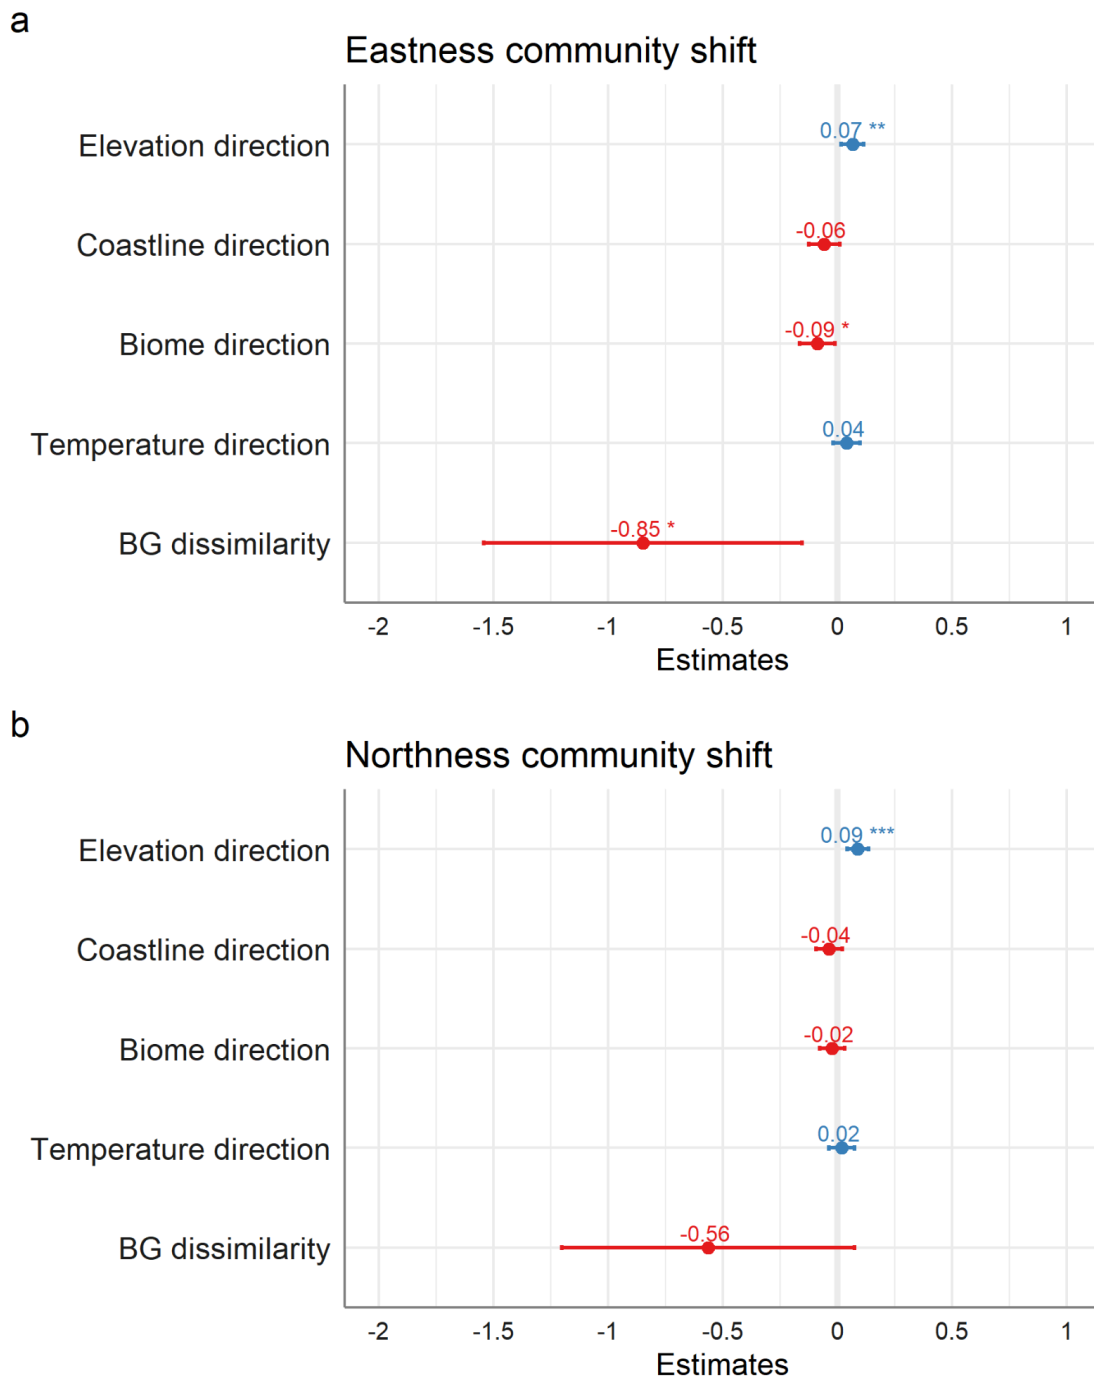 a
Eastness community shift
Elevation direction
0.07 **
Coastline direction
-0.06
Biome direction
-0.09 *
Temperature direction
0.04
BG dissimilarity
-0.85 *
-2 -1.5 -1 -0.5 0 0.5 1
Estimates
b
Northness community shift
Elevation direction
0.09 ***
Coastline direction
-0.04
Biome direction
-0.02
Temperature direction
0.02
BG dissimilarity
-0.56
-2 -1.5 -1 -0.5 0 0.5 1
Estimates